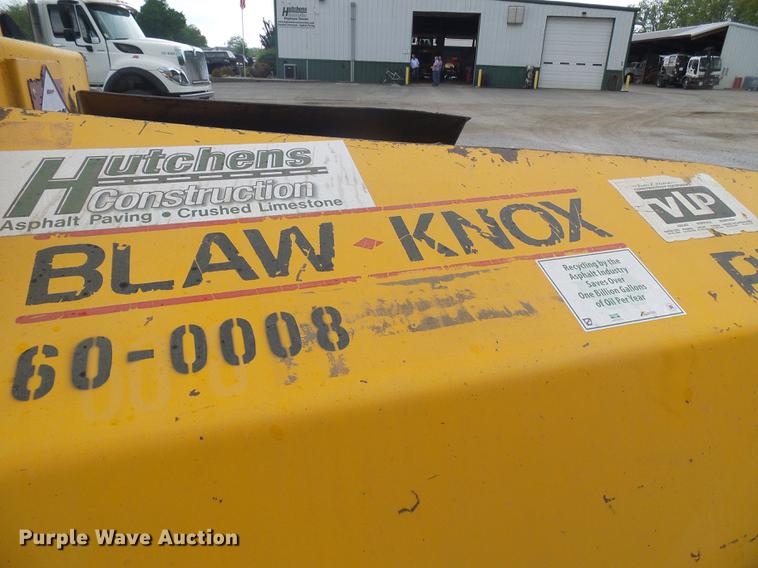 Hutchens
Hutchens
Construction
Asphalt Paving • Crushed Limestone
BLAW KNOX
VIP
Recycling by the
Asphalt Industry
Saves Over
One Billion Gallons
of Oil Per Year
60-0008
Purple Wave Auction